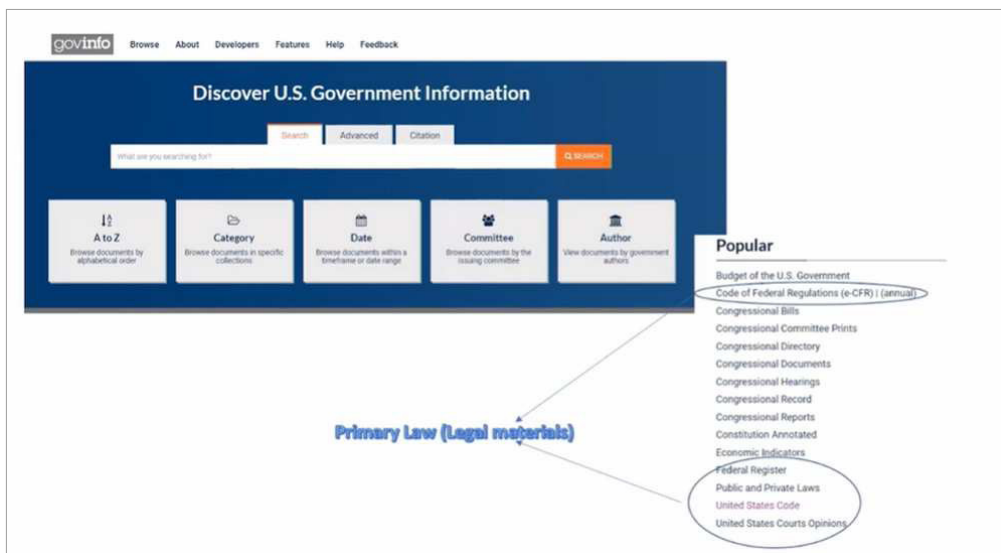 govinfo Browse About Developers Features Help Feedback
Discover U.S. Government Information
Search Advanced Citation
What are you searching for? SEARCH
A to Z
Browse documents by
alphabetical order
Category
Browse documents in specific
collections
Date
Browse documents within a
timeframe or date range
Committee
Browse documents by the
issuing committee
Author
View documents by government
authors
Popular
Budget of the U.S. Government
Code of Federal Regulations (e-CFR) | (annual)
Congressional Bills
Congressional Committee Prints
Congressional Directory
Congressional Documents
Congressional Hearings
Congressional Record
Congressional Reports
Constitution Annotated
Economic Indicators
Federal Register
Public and Private Laws
United States Code
United States Courts Opinions
Primary Law (Legal materials)